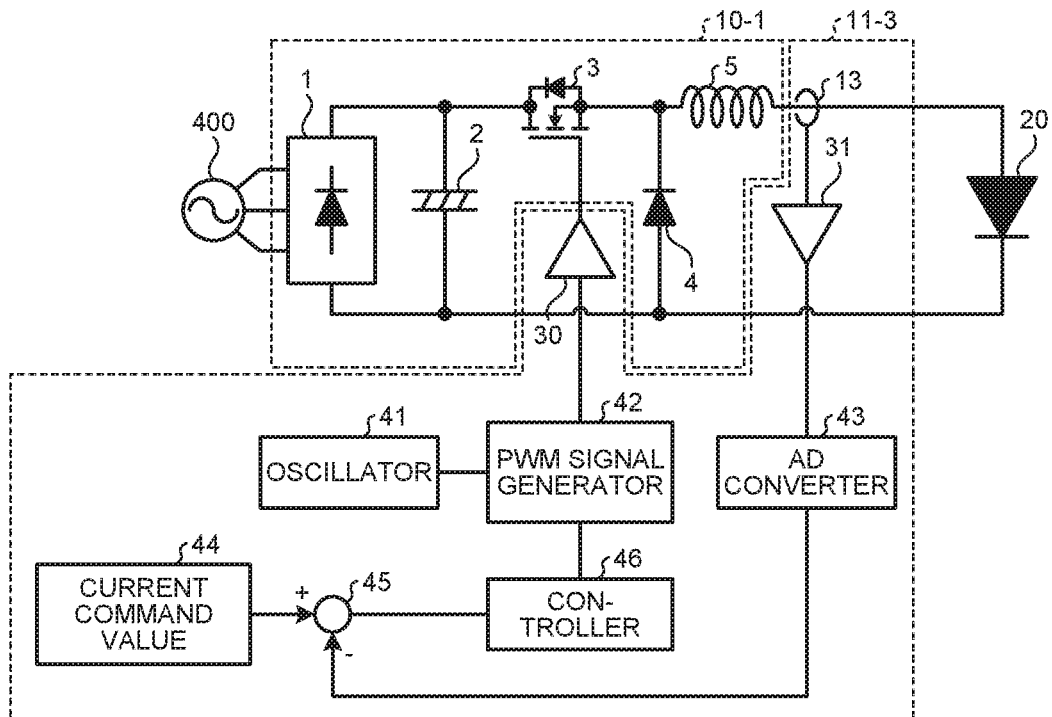 10-1
11-3
3
5
13
1
400
2
31
20
4
30
41
42
43
OSCILLATOR
PWM SIGNAL
GENERATOR
AD
CONVERTER
44
45
46
CURRENT
COMMAND
VALUE
+
-
CON-
TROLLER